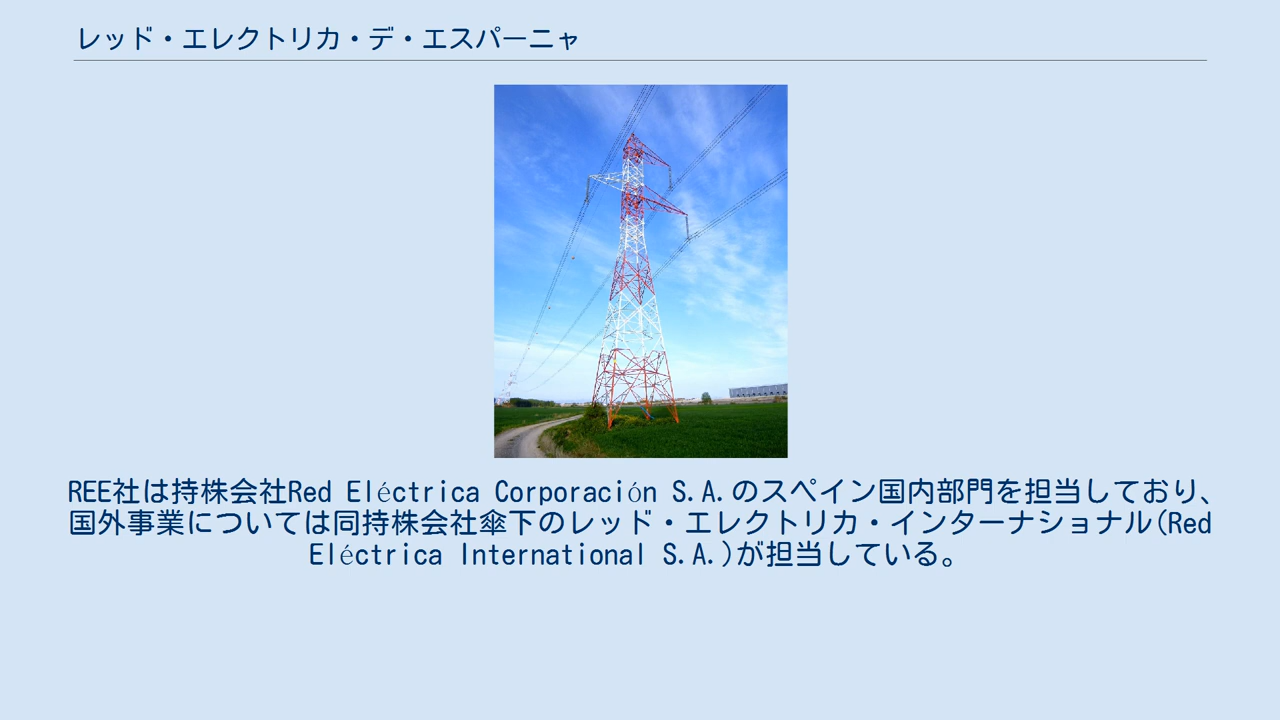 レッド・エレクトリカ・デ・エスパーニャ
REE社は持株会社Red Eléctrica Corporación S.A.のスペイン国内部門を担当しており、
国外事業については同持株会社傘下のレッド・エレクトリカ・インターナショナル(Red
Eléctrica International S.A.)が担当している。